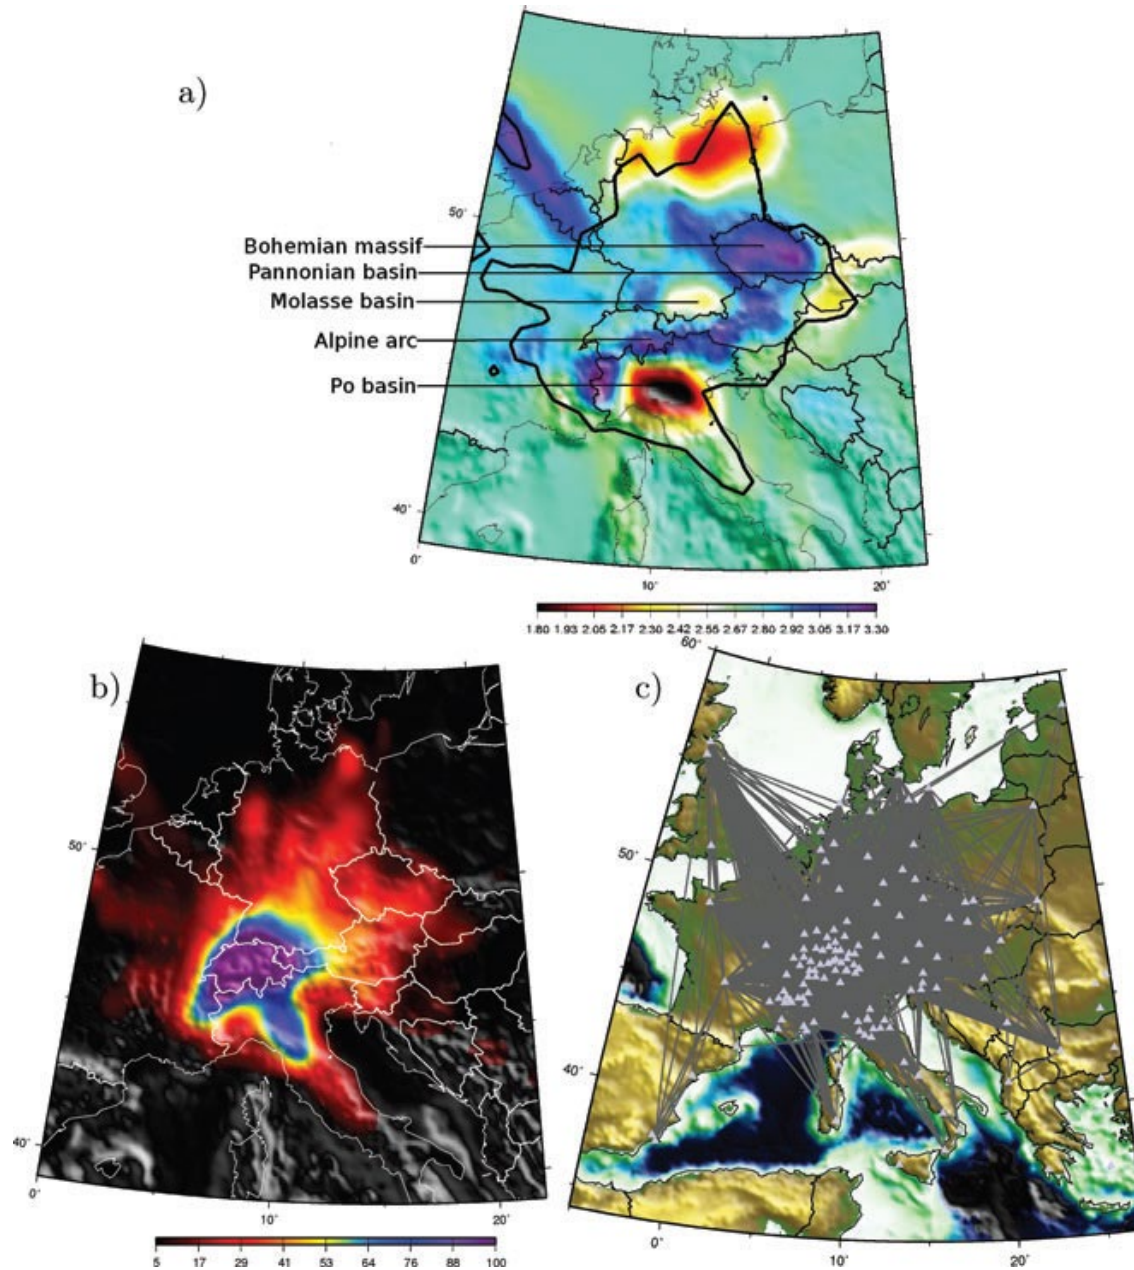 a)
50°
Bohemian massif
Pannonian basin
Molasse basin
Alpine arc
Po basin
40°
0°
10°
20°
1.80 1.93 2.05 2.17 2.30 2.42 2.55 2.67 2.80 2.92 3.05 3.17 3.30
b)
50°
40°
0°
10°
20°
5 17 29 41 53 64 76 88 100
c)
60°
50°
40°
0°
10°
20°